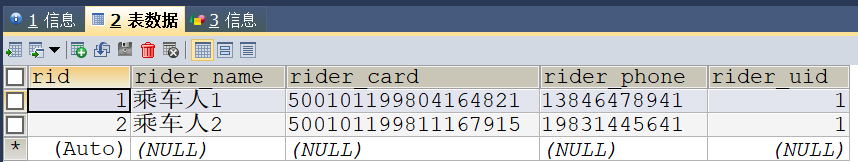 1 信息 2 表数据 3 信息
rid rider_name rider_card rider_phone rider_uid
1 乘车人1 500101199804164821 13846478941 1
2 乘车人2 500101199811167915 19831445641 1
* (Auto) (NULL) (NULL) (NULL) (NULL)